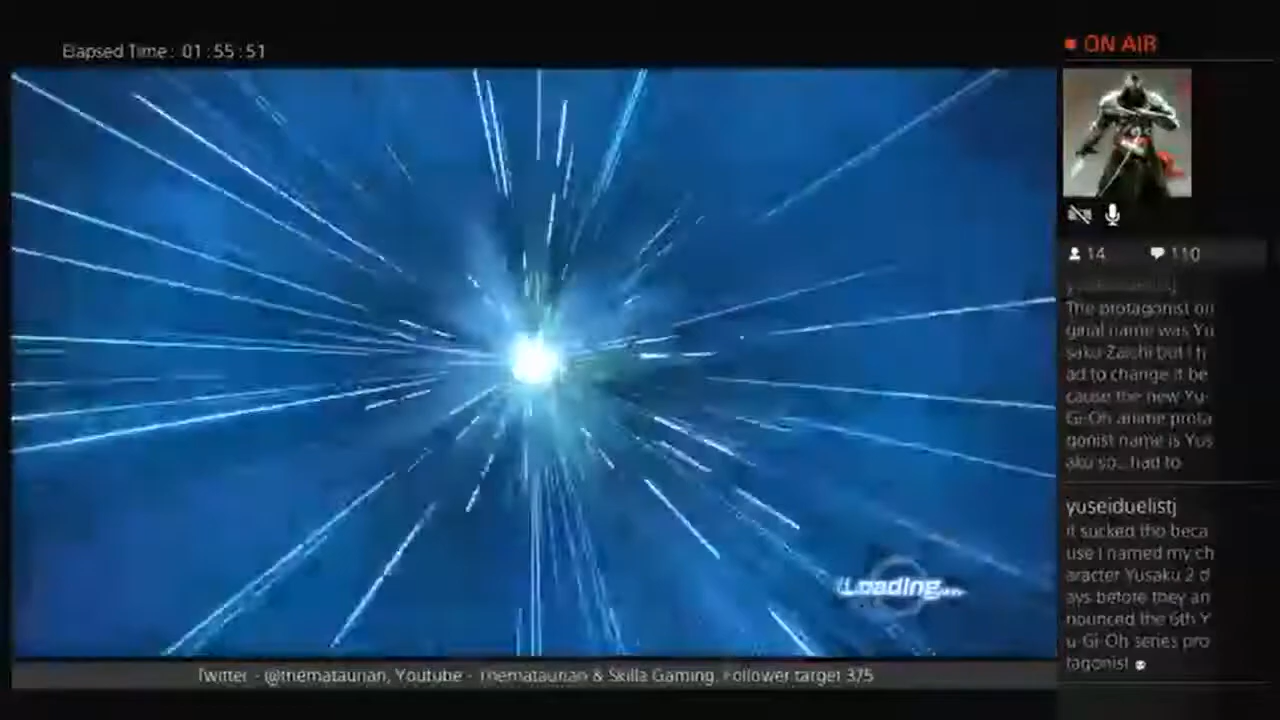 Elapsed Time: 01:55:51
ON AIR
14 110
The protagonist ori
ginal name was Yu
saku Zaichi but I h
ad to change it be
cause the new Yu-
Gi-Oh anime prota
gonist name is Yus
aku so.. had to
yuseiduelistj
it sucked tho beca
use I named my ch
aracter Yusaku 2 d
ays before they an
nounced the 6th Y
u-Gi-Oh series pro
tagonist
Loading...
Twitter - @themataurian, Youtube - Themataurian & Skilla Gaming, Follower target 375